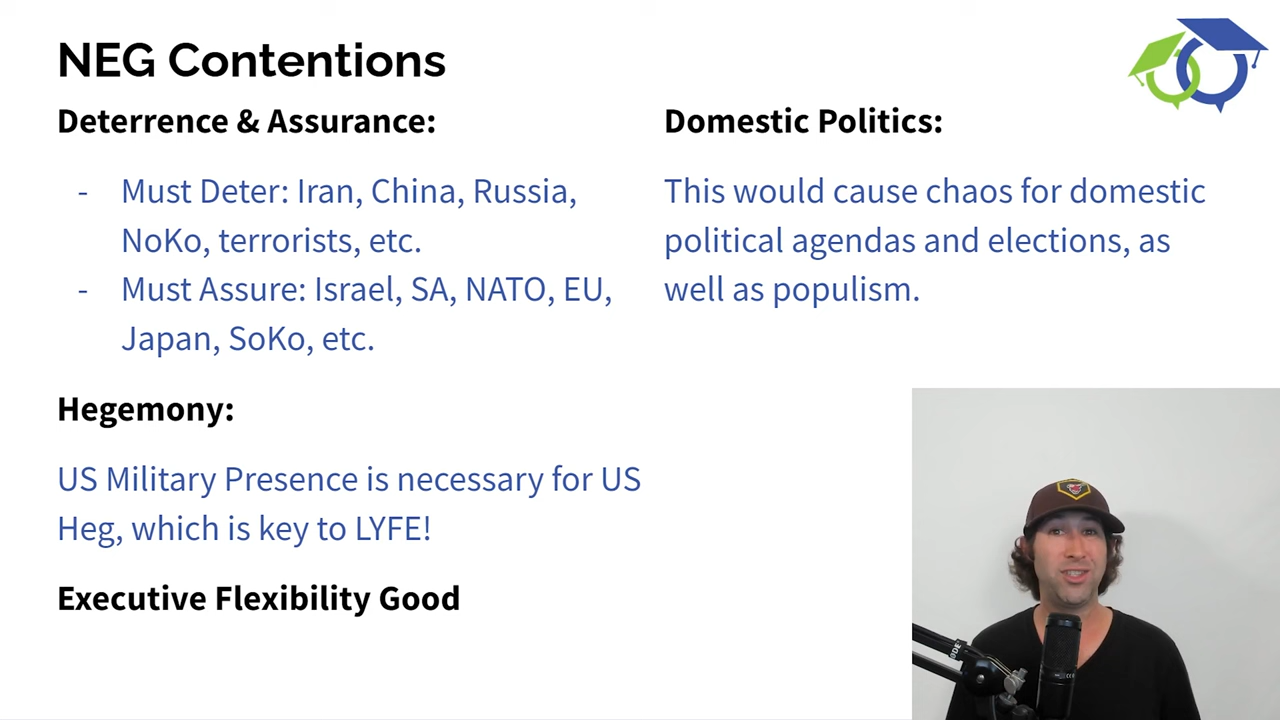 NEG Contentions
Deterrence & Assurance:
- Must Deter: Iran, China, Russia,
NoKo, terrorists, etc.
- Must Assure: Israel, SA, NATO, EU,
Japan, SoKo, etc.
Hegemony:
US Military Presence is necessary for US
Heg, which is key to LYFE!
Executive Flexibility Good
Domestic Politics:
This would cause chaos for domestic
political agendas and elections, as
well as populism.